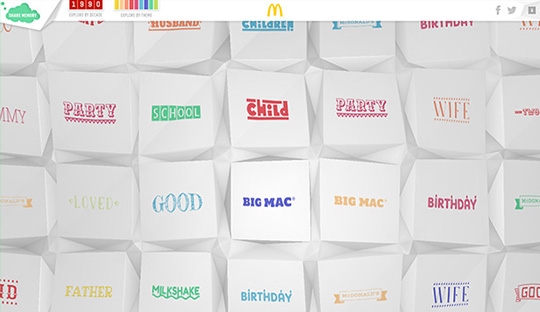 SHARE MEMORY
1990
EXPLORE BY DECADE
EXPLORE BY THEME
HUSBAND
CHILDREN
McDONALD'S
BIRTHDAY
MMY
PARTY
SCHOOL
CHILD
PARTY
WIFE
LOVED
GOOD
BIG MAC®
BIG MAC®
BIRTHDAY
McDONALD'S
FATHER
MILKSHAKE
BIRTHDAY
McDONALD'S
WIFE
GOO